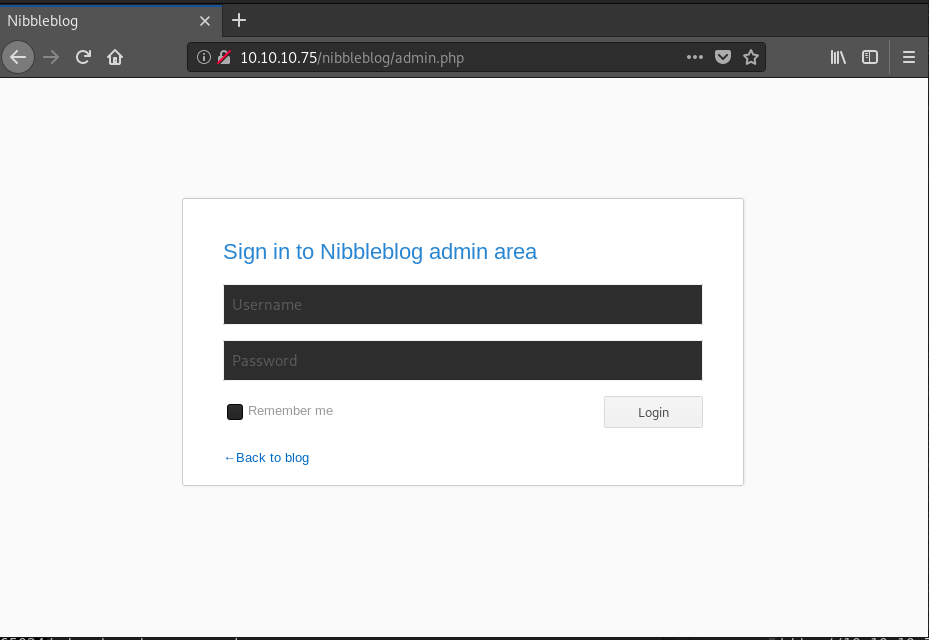 Nibbleblog
10.10.10.75/nibbleblog/admin.php
Sign in to Nibbleblog admin area
Username
Password
Remember me
Login
←Back to blog